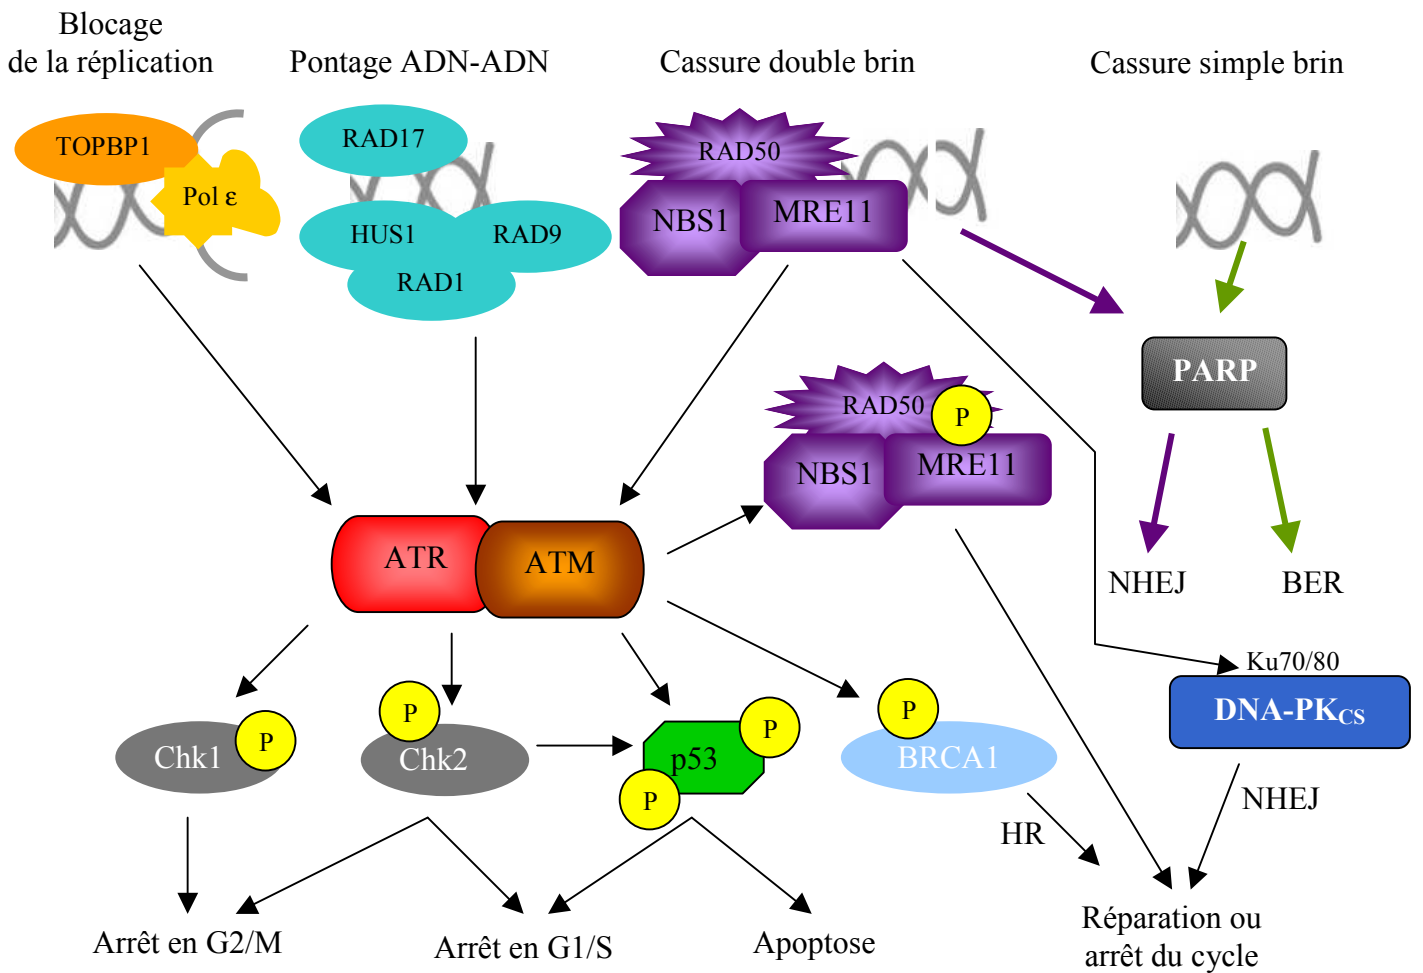 Blocage
de la réplication
Pontage ADN-ADN
Cassure double brin
Cassure simple brin
TOPBP1
Pol ε
RAD17
HUS1
RAD9
RAD1
RAD50
NBS1
MRE11
PARP
RAD50
P
NBS1
MRE11
ATR
ATM
NHEJ
BER
Ku70/80
DNA-PKCS
Chk1
P
P
Chk2
P
p53
P
P
BRCA1
HR
NHEJ
Arrêt en G2/M
Arrêt en G1/S
Apoptose
Réparation ou
arrêt du cycle